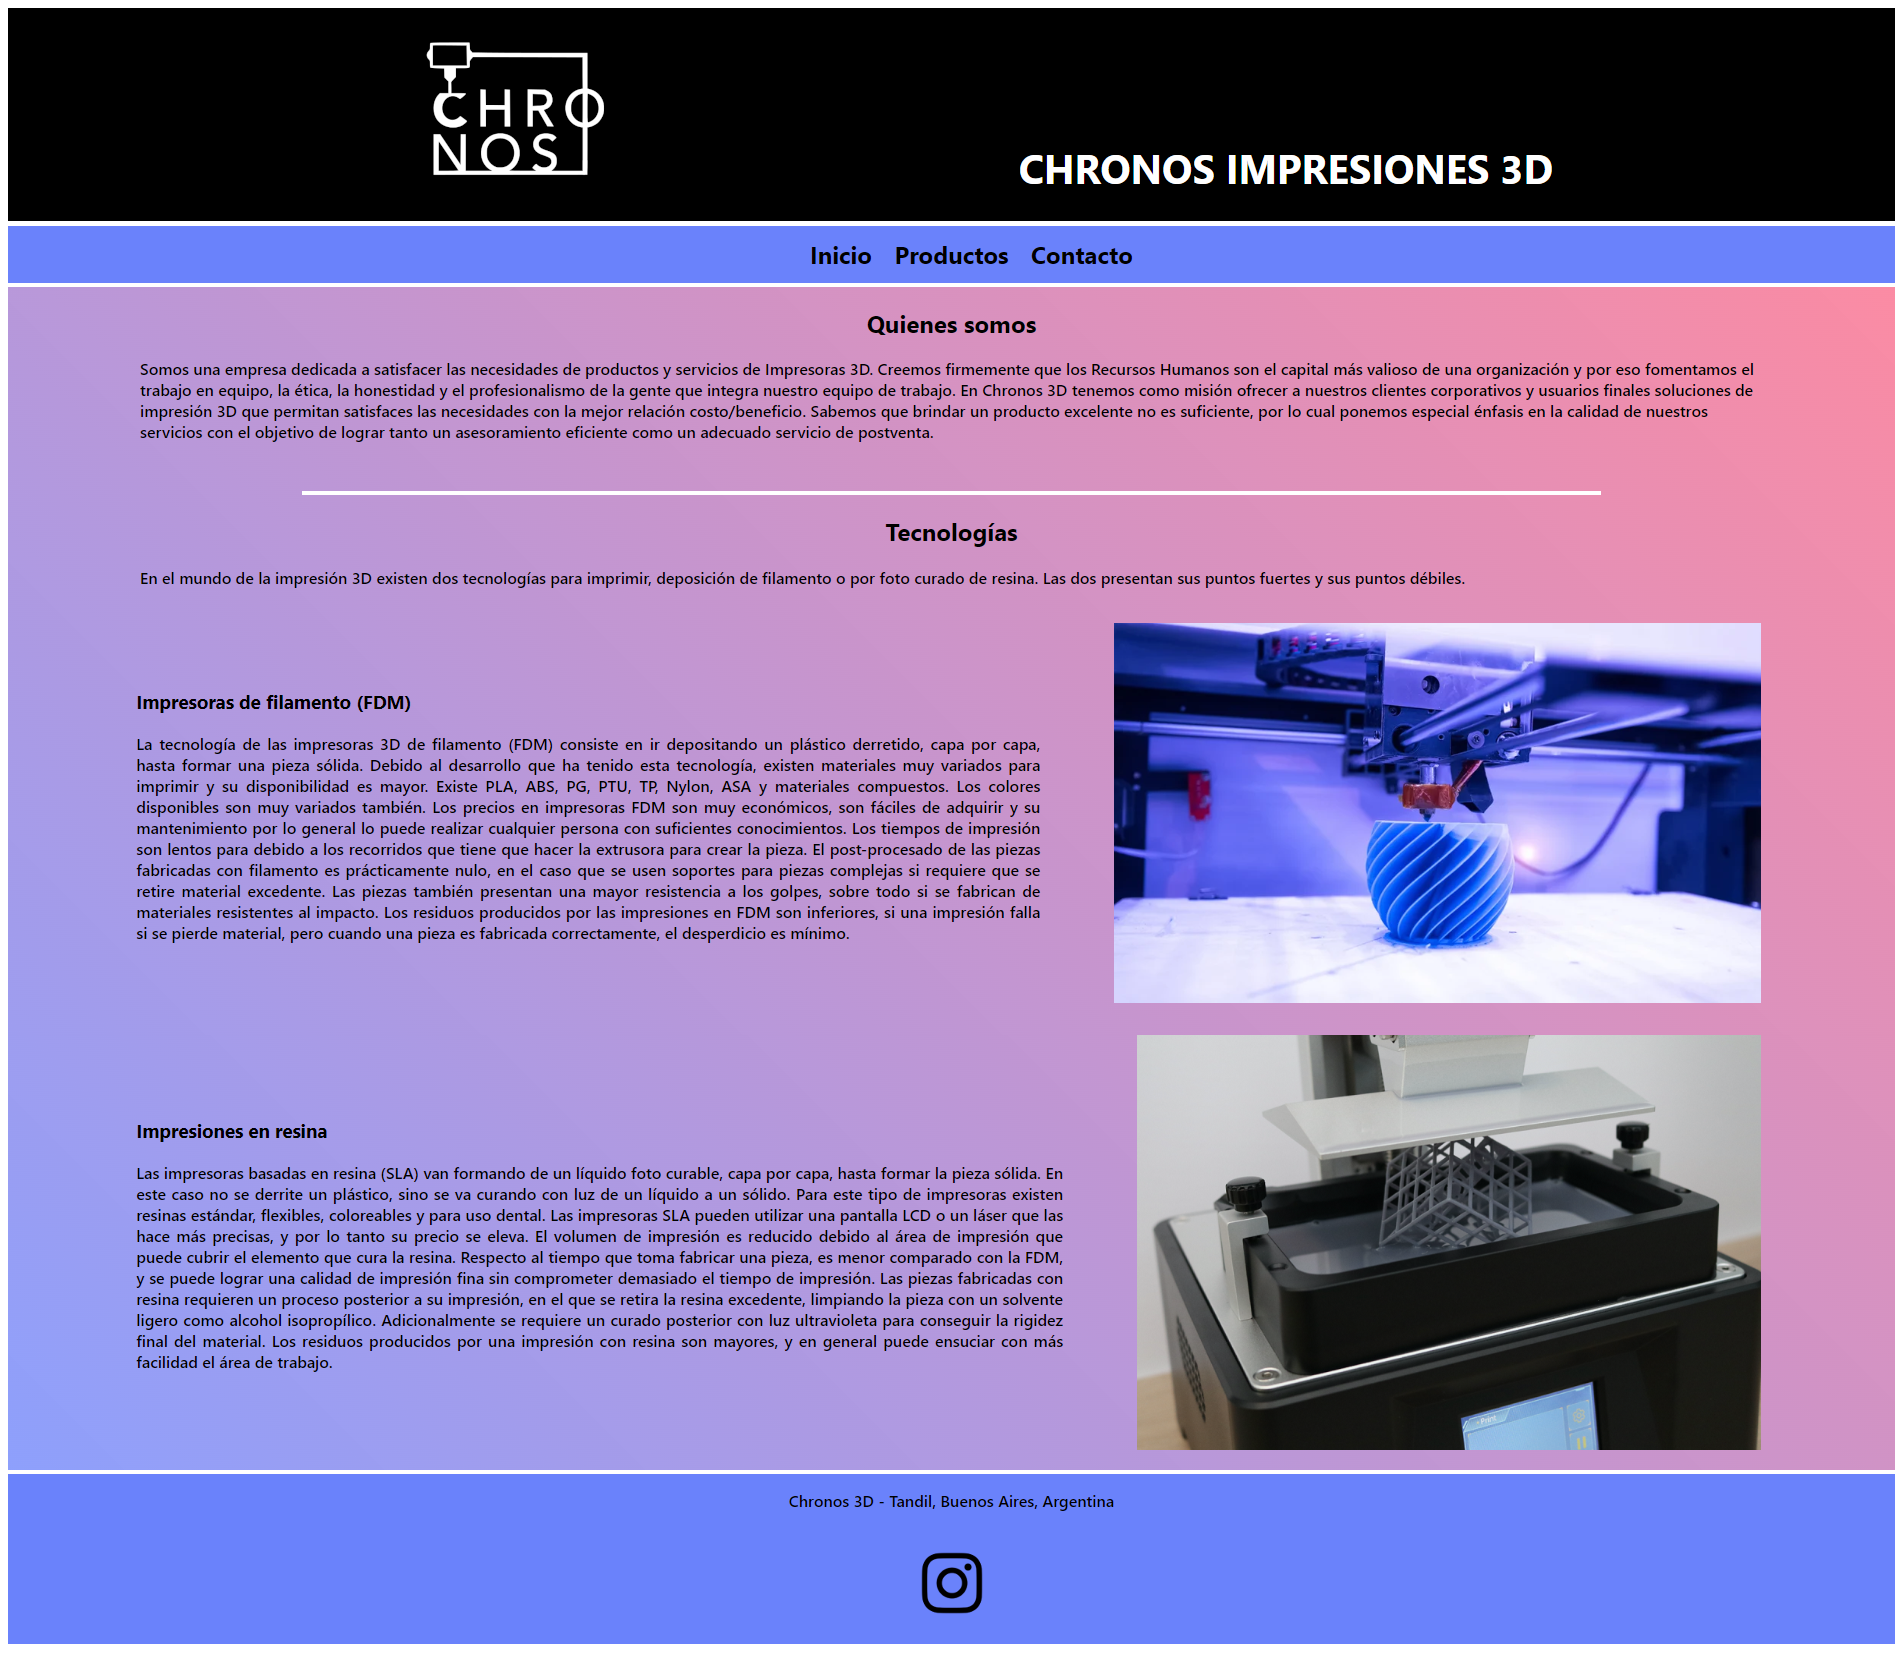 CHRO
NOS
CHRONOS IMPRESIONES 3D
Inicio Productos Contacto
Quienes somos
Somos una empresa dedicada a satisfacer las necesidades de productos y servicios de Impresoras 3D. Creemos firmemente que los Recursos Humanos son el capital más valioso de una organización y por eso fomentamos el
trabajo en equipo, la ética, la honestidad y el profesionalismo de la gente que integra nuestro equipo de trabajo. En Chronos 3D tenemos como misión ofrecer a nuestros clientes corporativos y usuarios finales soluciones de
impresión 3D que permitan satisfaces las necesidades con la mejor relación costo/beneficio. Sabemos que brindar un producto excelente no es suficiente, por lo cual ponemos especial énfasis en la calidad de nuestros
servicios con el objetivo de lograr tanto un asesoramiento eficiente como un adecuado servicio de postventa.
Tecnologías
En el mundo de la impresión 3D existen dos tecnologías para imprimir, deposición de filamento o por foto curado de resina. Las dos presentan sus puntos fuertes y sus puntos débiles.
Impresoras de filamento (FDM)
La tecnología de las impresoras 3D de filamento (FDM) consiste en ir depositando un plástico derretido, capa por capa,
hasta formar una pieza sólida. Debido al desarrollo que ha tenido esta tecnología, existen materiales muy variados para
imprimir y su disponibilidad es mayor. Existe PLA, ABS, PG, PTU, TP, Nylon, ASA y materiales compuestos. Los colores
disponibles son muy variados también. Los precios en impresoras FDM son muy económicos, son fáciles de adquirir y su
mantenimiento por lo general lo puede realizar cualquier persona con suficientes conocimientos. Los tiempos de impresión
son lentos para debido a los recorridos que tiene que hacer la extrusora para crear la pieza. El post-procesado de las piezas
fabricadas con filamento es prácticamente nulo, en el caso que se usen soportes para piezas complejas si requiere que se
retire material excedente. Las piezas también presentan una mayor resistencia a los golpes, sobre todo si se fabrican de
materiales resistentes al impacto. Los residuos producidos por las impresiones en FDM son inferiores, si una impresión falla
si se pierde material, pero cuando una pieza es fabricada correctamente, el desperdicio es mínimo.
Impresiones en resina
Las impresoras basadas en resina (SLA) van formando de un líquido foto curable, capa por capa, hasta formar la pieza sólida. En
este caso no se derrite un plástico, sino se va curando con luz de un líquido a un sólido. Para este tipo de impresoras existen
resinas estándar, flexibles, coloreables y para uso dental. Las impresoras SLA pueden utilizar una pantalla LCD o un láser que las
hace más precisas, y por lo tanto su precio se eleva. El volumen de impresión es reducido debido al área de impresión que
puede cubrir el elemento que cura la resina. Respecto al tiempo que toma fabricar una pieza, es menor comparado con la FDM,
y se puede lograr una calidad de impresión fina sin comprometer demasiado el tiempo de impresión. Las piezas fabricadas con
resina requieren un proceso posterior a su impresión, en el que se retira la resina excedente, limpiando la pieza con un solvente
ligero como alcohol isopropílico. Adicionalmente se requiere un curado posterior con luz ultravioleta para conseguir la rigidez
final del material. Los residuos producidos por una impresión con resina son mayores, y en general puede ensuciar con más
facilidad el área de trabajo.
Print
Chronos 3D - Tandil, Buenos Aires, Argentina